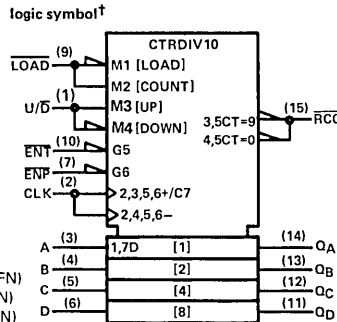 logic symbol†
CTRDIV10
LOAD (9) M1 [LOAD]
M2 [COUNT]
U/D (1) M3 [UP]
M4 [DOWN]
3,5CT=9 (15) RCO
4,5CT=0
ENT (10) G5
ENP (7) G6
CLK (2) 2,3,5,6+/C7
2,4,5,6−
A (3) 1,7D [1] (14) QA
B (4) [2] (13) QB
FN)
C (5) [4] (12) QC
N)
D (6) [8] (11) QD
N)